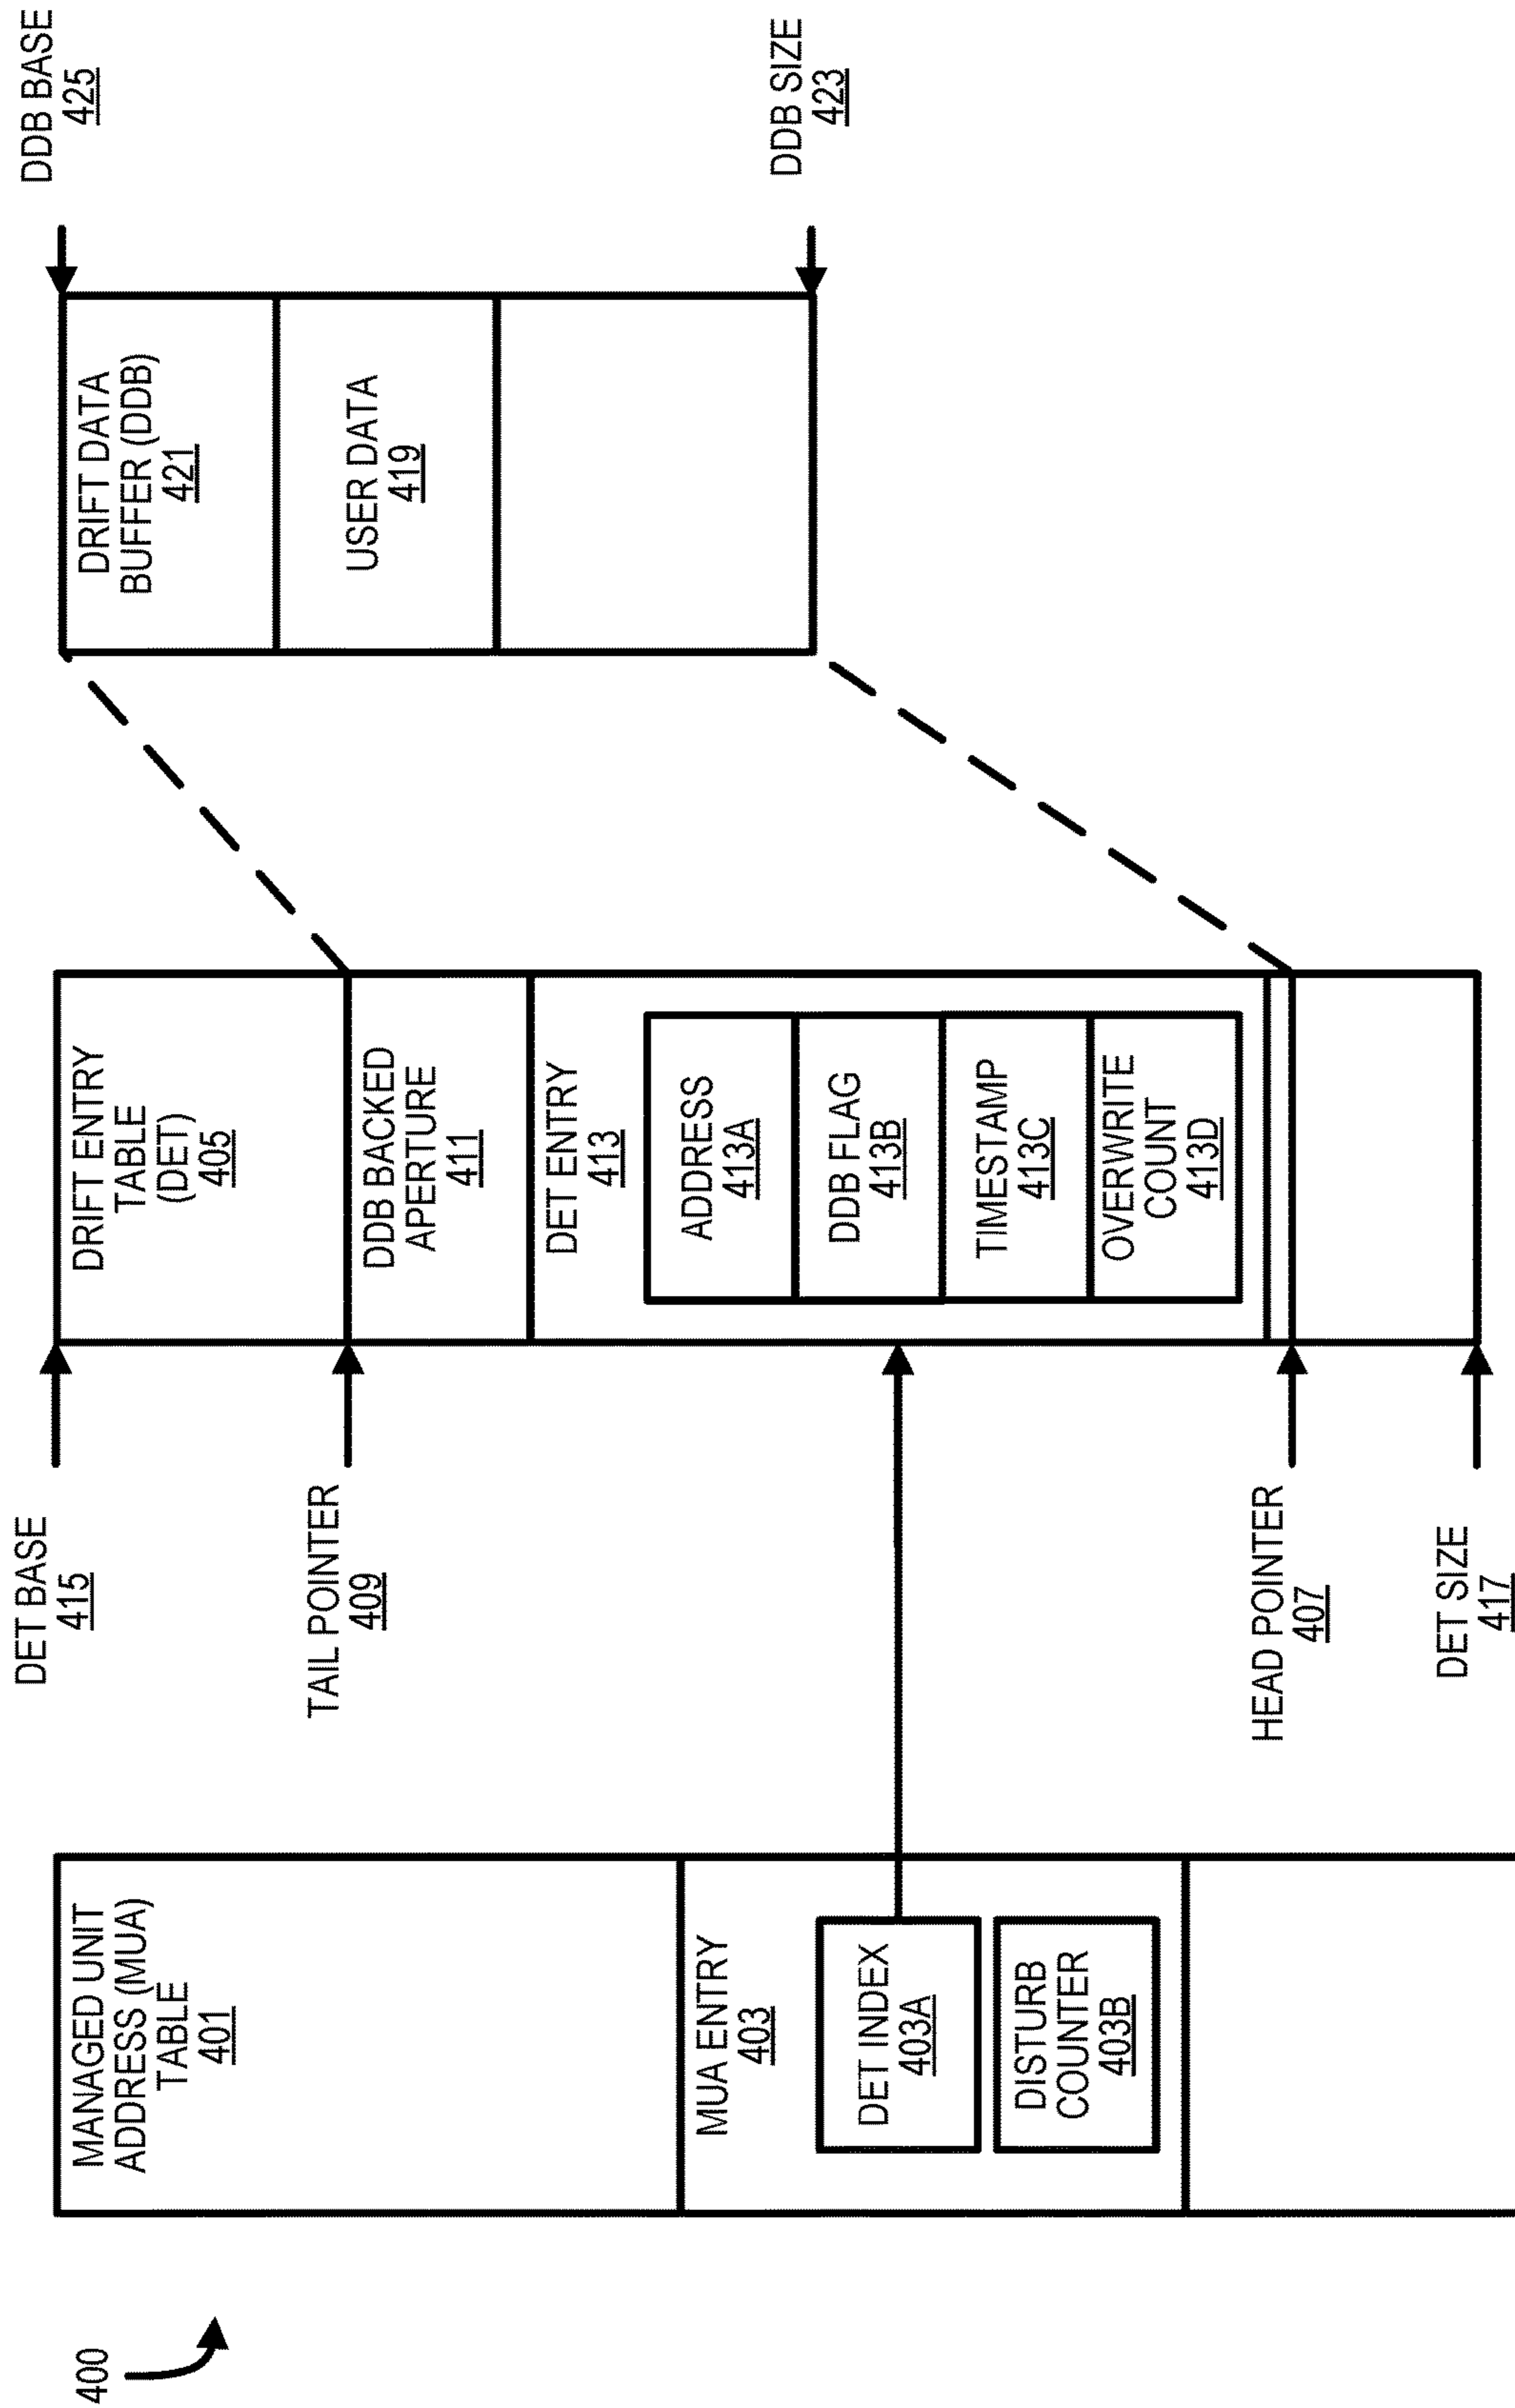 400
MANAGED UNIT
ADDRESS (MUA)
TABLE
401
MUA ENTRY
403
DET INDEX
403A
DISTURB
COUNTER
403B
DET BASE
415
TAIL POINTER
409
HEAD POINTER
407
DET SIZE
417
DRIFT ENTRY
TABLE
(DET)
405
DDB BACKED
APERTURE
411
DET ENTRY
413
ADDRESS
413A
DDB FLAG
413B
TIMESTAMP
413C
OVERWRITE
COUNT
413D
DRIFT DATA
BUFFER (DDB)
421
USER DATA
419
DDB BASE
425
DDB SIZE
423